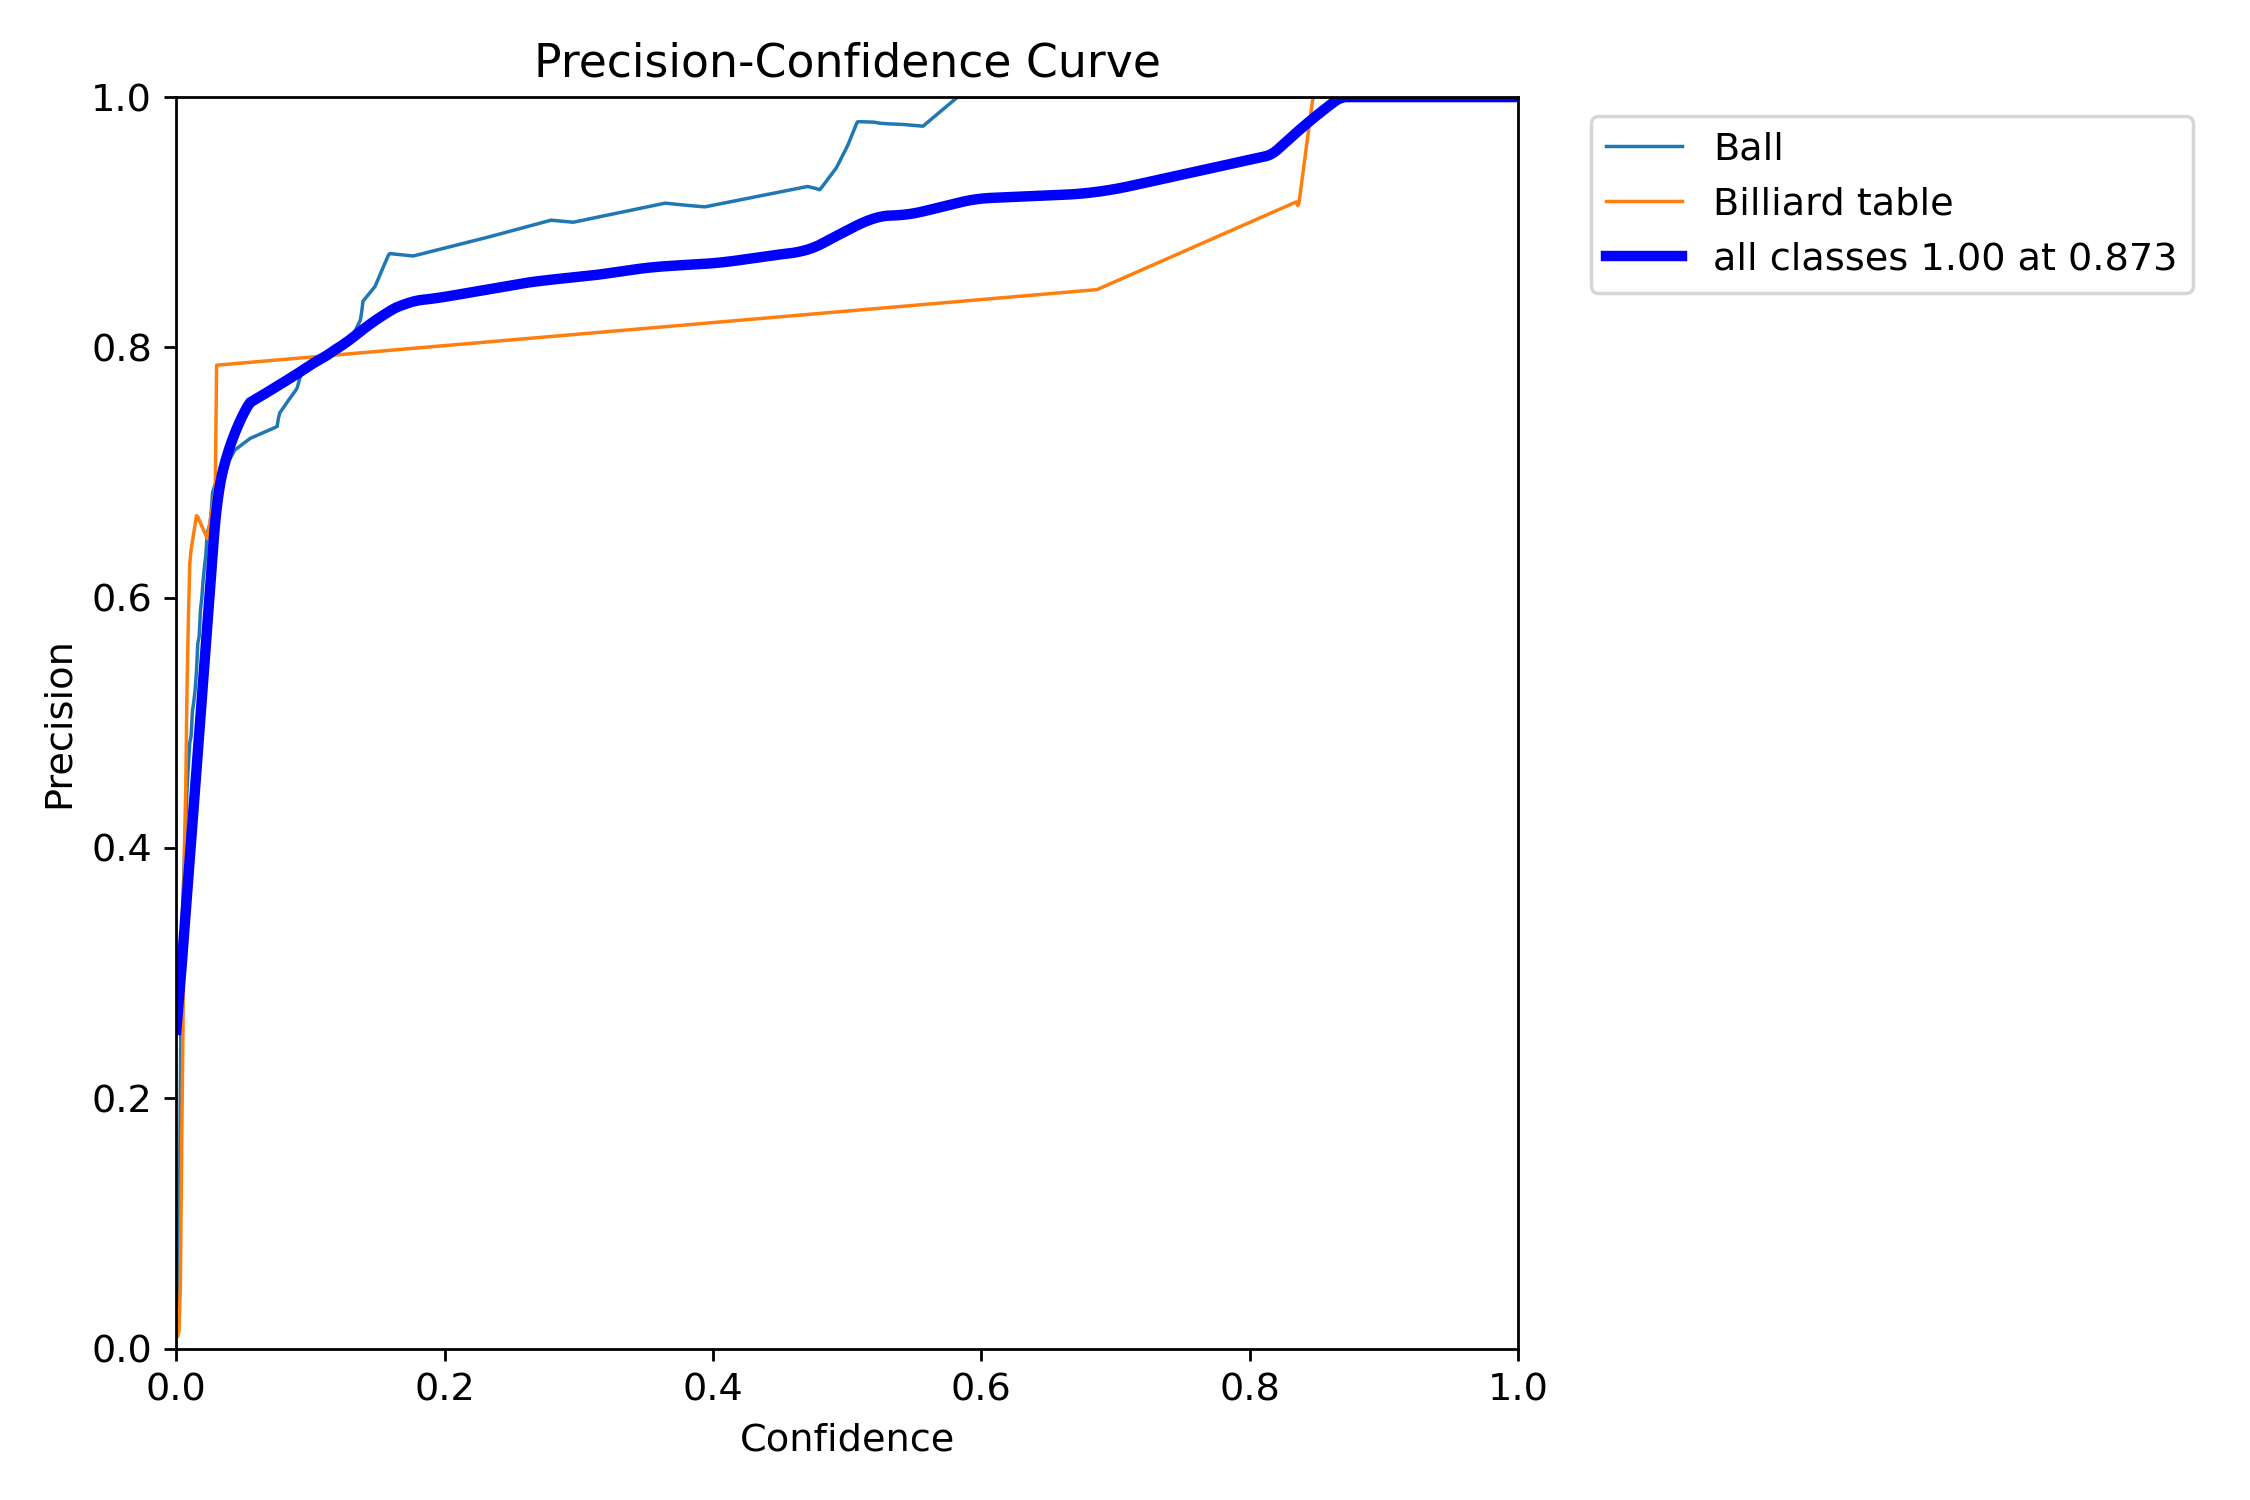 Precision-Confidence Curve
1.0
0.8
0.6
0.4
0.2
0.0
Precision
0.0 0.2 0.4 0.6 0.8 1.0
Confidence
Ball
Billiard table
all classes 1.00 at 0.873